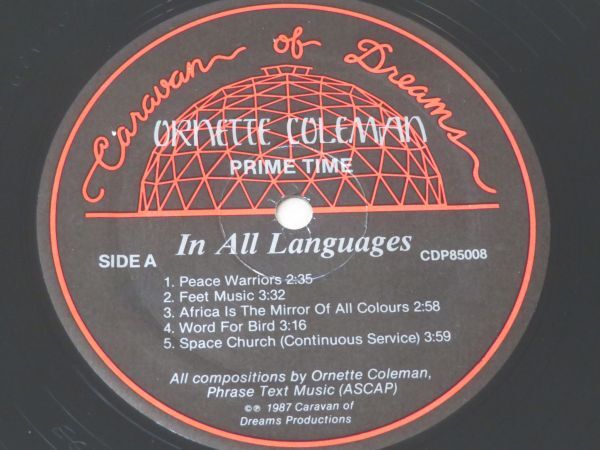 Caravan of Dreams
ORNETTE COLEMAN
PRIME TIME
In All Languages
SIDE A
CDP85008
1. Peace Warriors 2:35
2. Feet Music 3:32
3. Africa Is The Mirror Of All Colours 2:58
4. Word For Bird 3:16
5. Space Church (Continuous Service) 3:59
All compositions by Ornette Coleman,
Phrase Text Music (ASCAP)
©℗ 1987 Caravan of
Dreams Productions